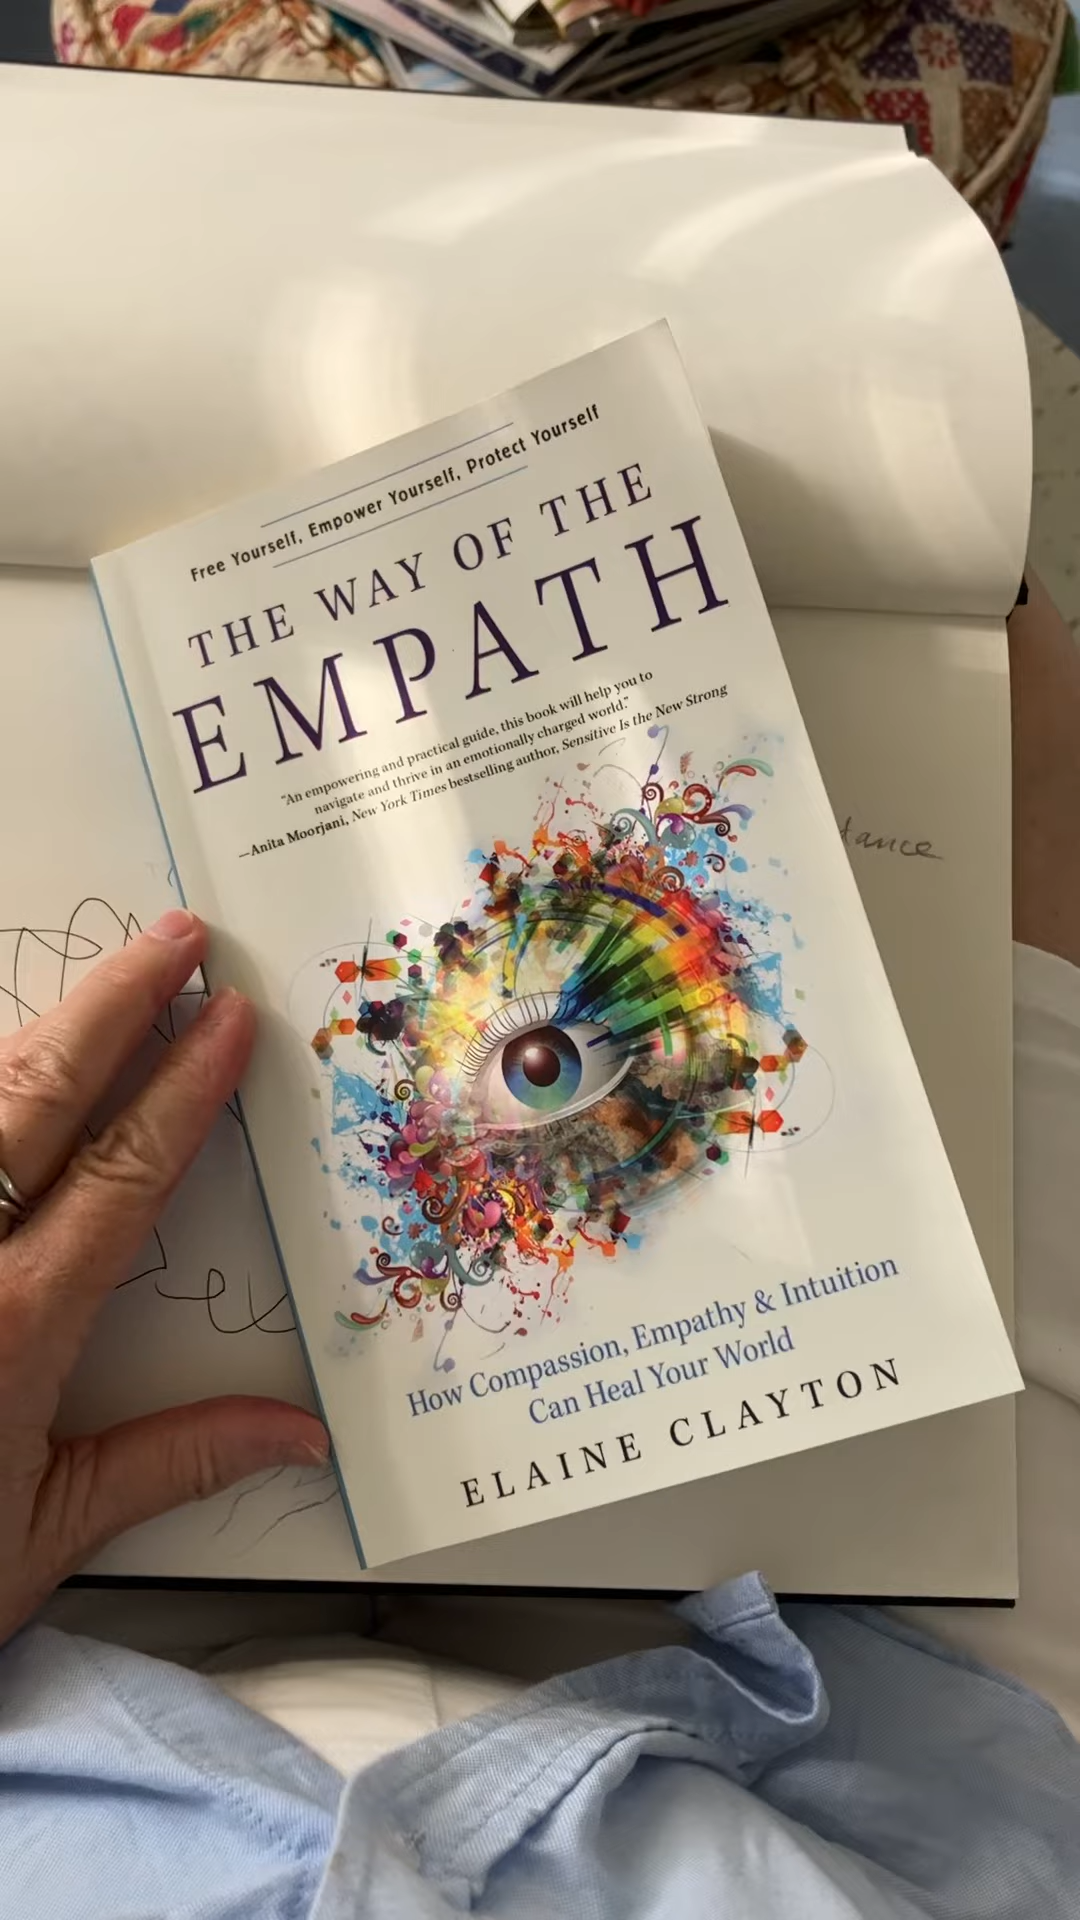 Free Yourself, Empower Yourself, Protect Yourself
THE WAY OF THE
EMPATH
"An empowering and practical guide, this book will help you to
navigate and thrive in an emotionally charged world."
—Anita Moorjani, New York Times bestselling author, Sensitive Is the New Strong
How Compassion, Empathy & Intuition
Can Heal Your World
ELAINE CLAYTON